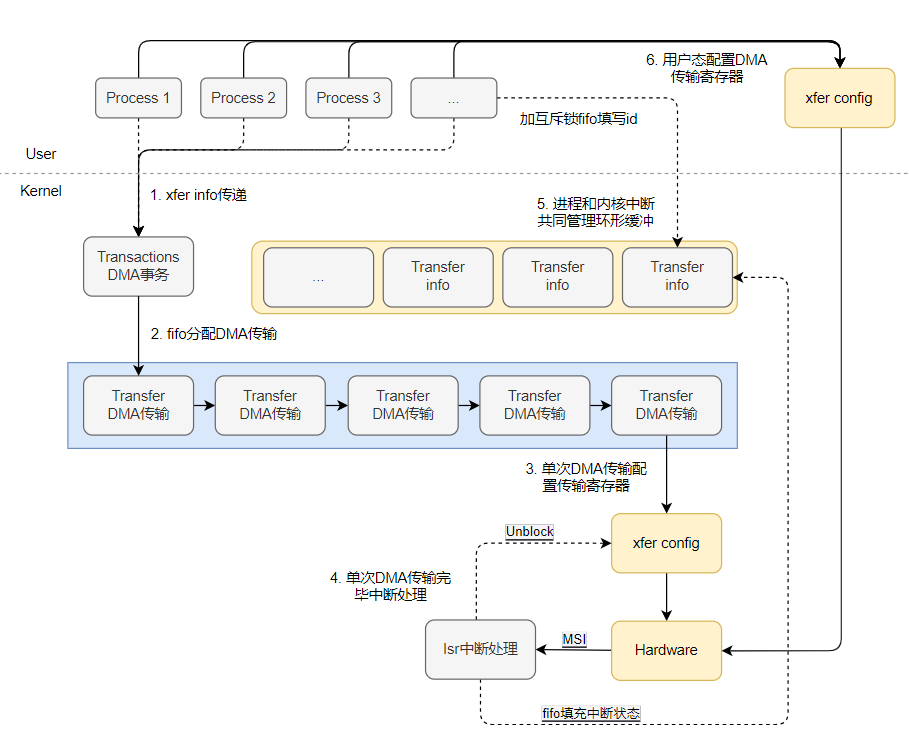 6. 用户态配置DMA
传输寄存器
Process 1
Process 2
Process 3
...
xfer config
加互斥锁fifo填写id
User
Kernel
1. xfer info传递
5. 进程和内核中断
共同管理环形缓冲
Transactions
DMA事务
...
Transfer
info
Transfer
info
Transfer
info
2. fifo分配DMA传输
Transfer
DMA传输
Transfer
DMA传输
Transfer
DMA传输
Transfer
DMA传输
Transfer
DMA传输
3. 单次DMA传输配
置传输寄存器
Unblock
xfer config
4. 单次DMA传输完
毕中断处理
Isr中断处理
MSI
Hardware
fifo填充中断状态